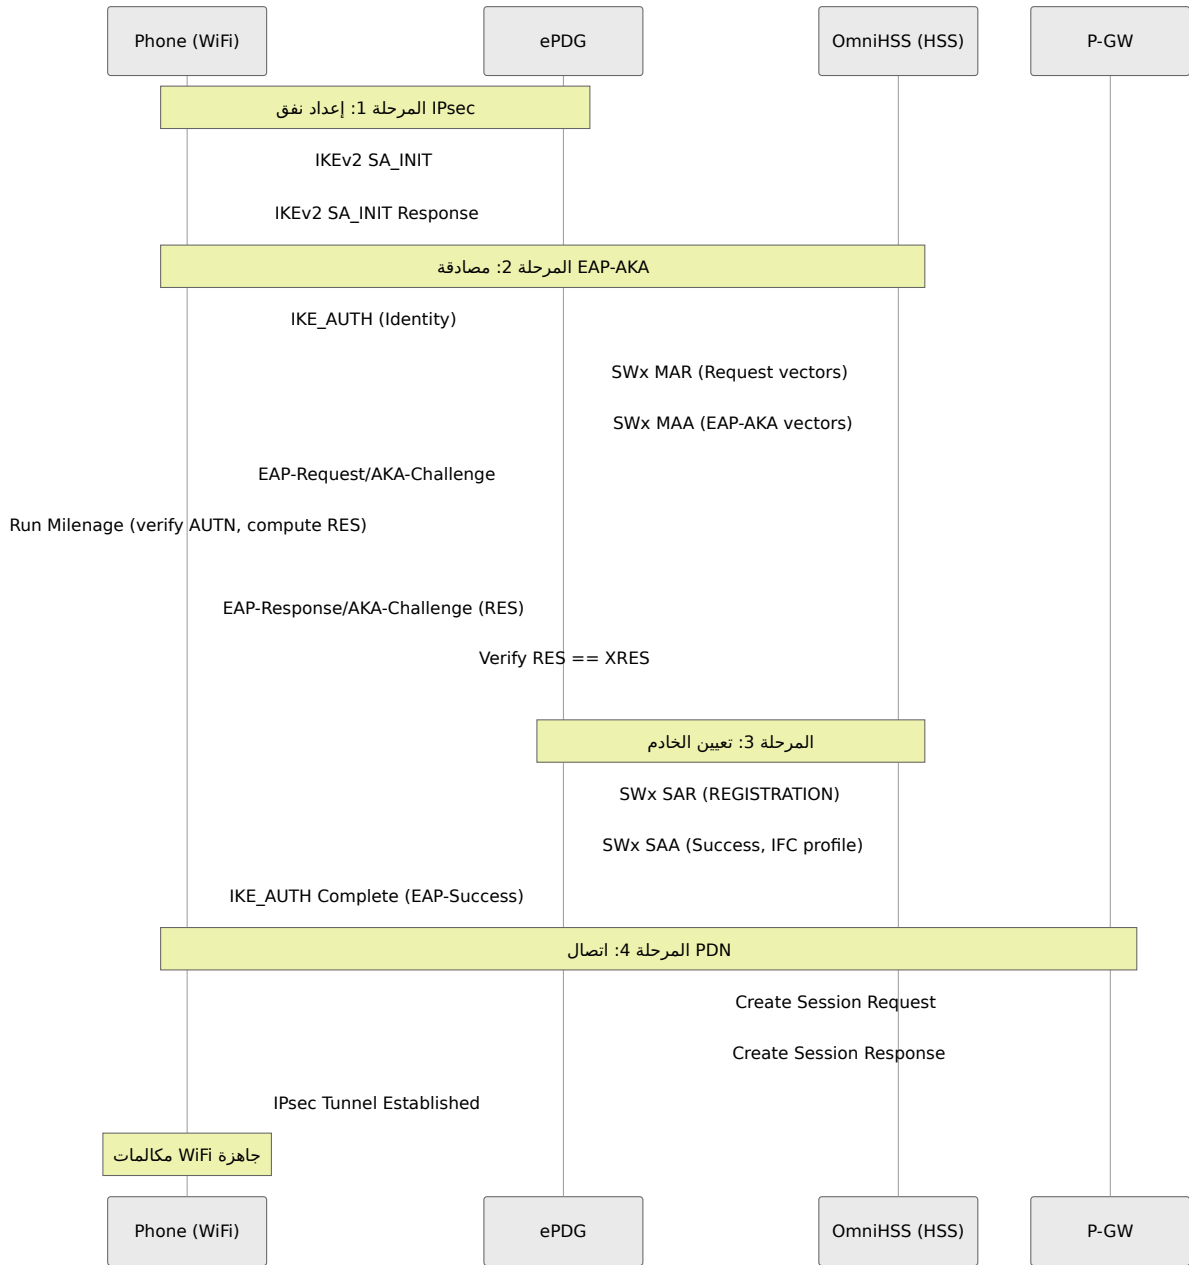 Phone (WiFi)
ePDG
OmniHSS (HSS)
P-GW
المرحلة 1: إعداد نفق IPsec
IKEv2 SA_INIT
IKEv2 SA_INIT Response
المرحلة 2: مصادقة EAP-AKA
IKE_AUTH (Identity)
SWx MAR (Request vectors)
SWx MAA (EAP-AKA vectors)
EAP-Request/AKA-Challenge
Run Milenage (verify AUTN, compute RES)
EAP-Response/AKA-Challenge (RES)
Verify RES == XRES
المرحلة 3: تعيين الخادم
SWx SAR (REGISTRATION)
SWx SAA (Success, IFC profile)
IKE_AUTH Complete (EAP-Success)
المرحلة 4: اتصال PDN
Create Session Request
Create Session Response
IPsec Tunnel Established
مكالمات WiFi جاهزة
Phone (WiFi)
ePDG
OmniHSS (HSS)
P-GW